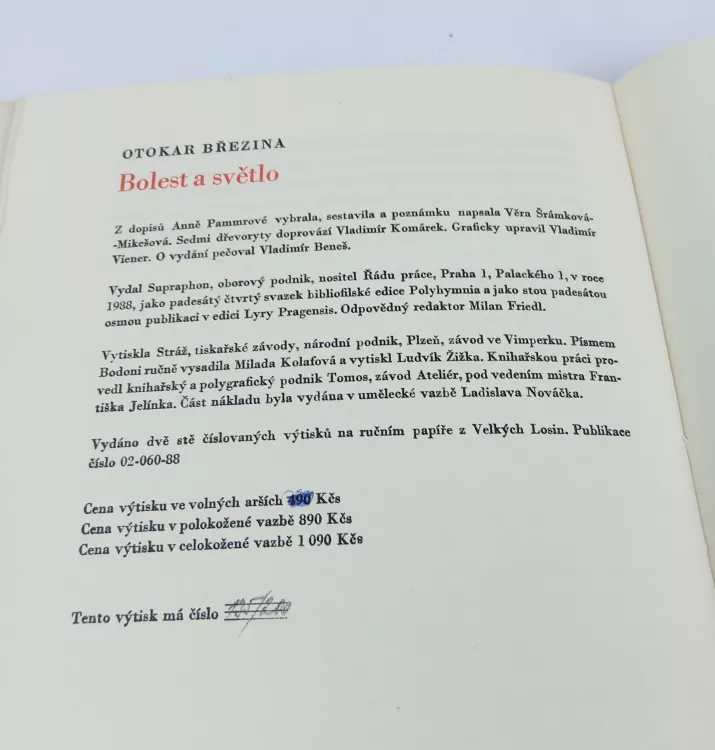 OTOKAR BŘEZINA
Bolest a světlo
Z dopisů Anně Pammrové vybrala, sestavila a poznámku napsala Věra Šrámková-
-Mikešová. Sedmi dřevoryty doprovází Vladimír Komárek. Graficky upravil Vladimír
Viener. O vydání pečoval Vladimír Beneš.
Vydal Supraphon, oborový podnik, nositel Řádu práce, Praha 1, Palackého 1, v roce
1988, jako padesátý čtvrtý svazek bibliofilské edice Polyhymnia a jako stou padesátou
osmou publikaci v edici Lyry Pragensis. Odpovědný redaktor Milan Friedl.
Vytiskla Stráž, tiskařské závody, národní podnik, Plzeň, závod ve Vimperku. Písmem
Bodoni ručně vysadila Milada Kolafová a vytiskl Ludvík Žižka. Knihařskou práci pro-
vedl knihařský a polygrafický podnik Tomos, závod Ateliér, pod vedením mistra Fran-
tiška Jelínka. Část nákladu byla vydána v umělecké vazbě Ladislava Nováčka.
Vydáno dvě stě číslovaných výtisků na ručním papíře z Velkých Losin. Publikace
číslo 02-060-88
Cena výtisku ve volných arších 490 Kčs
Cena výtisku v polokožené vazbě 890 Kčs
Cena výtisku v celokožené vazbě 1 090 Kčs
Tento výtisk má číslo